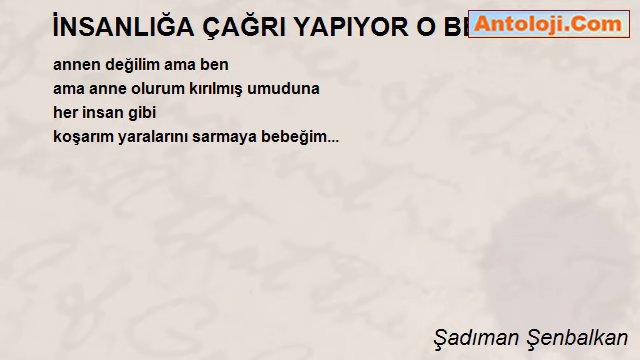 İNSANLIĞA ÇAĞRI YAPIYOR O
Antoloji.Com
annen değilim ama ben
ama anne olurum kırılmış umuduna
her insan gibi
koşarım yaralarını sarmaya bebeğim...
Şadıman Şenbalkan